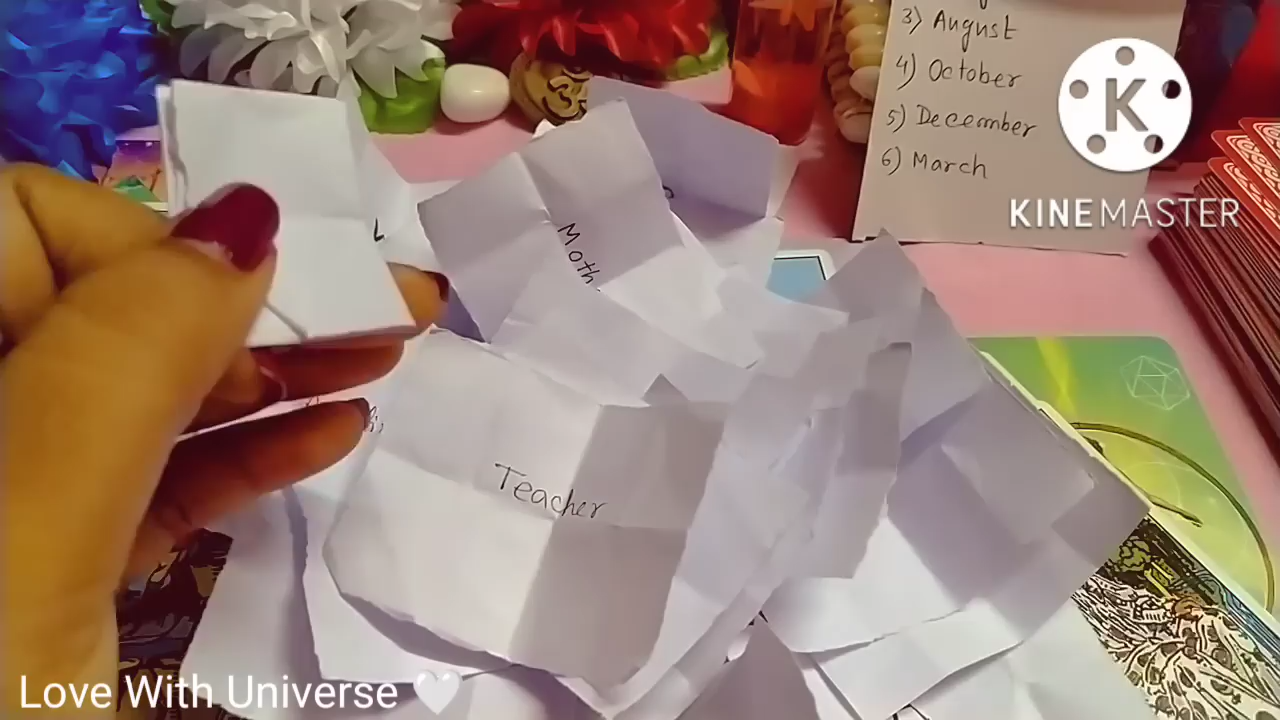 3) August
4) October
5) December
6) March
K
KINEMASTER
Moth
Teacher
Love With Universe 🤍